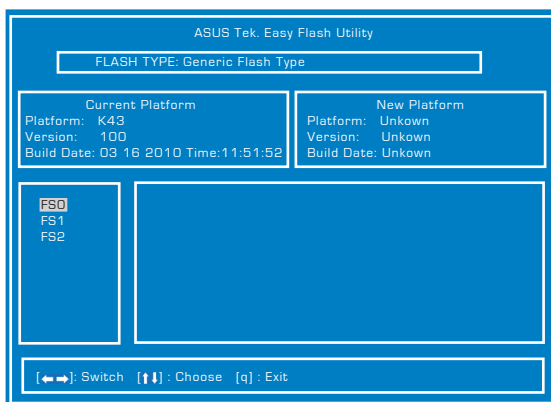 ASUS Tek. Easy Flash Utility
FLASH TYPE: Generic Flash Type
Current Platform
Platform: K43
Version: 100
Build Date: 03 16 2010 Time:11:51:52
New Platform
Platform: Unkown
Version: Unkown
Build Date: Unkown
FS0
FS1
FS2
[←→]: Switch [↑↓] : Choose [q] : Exit